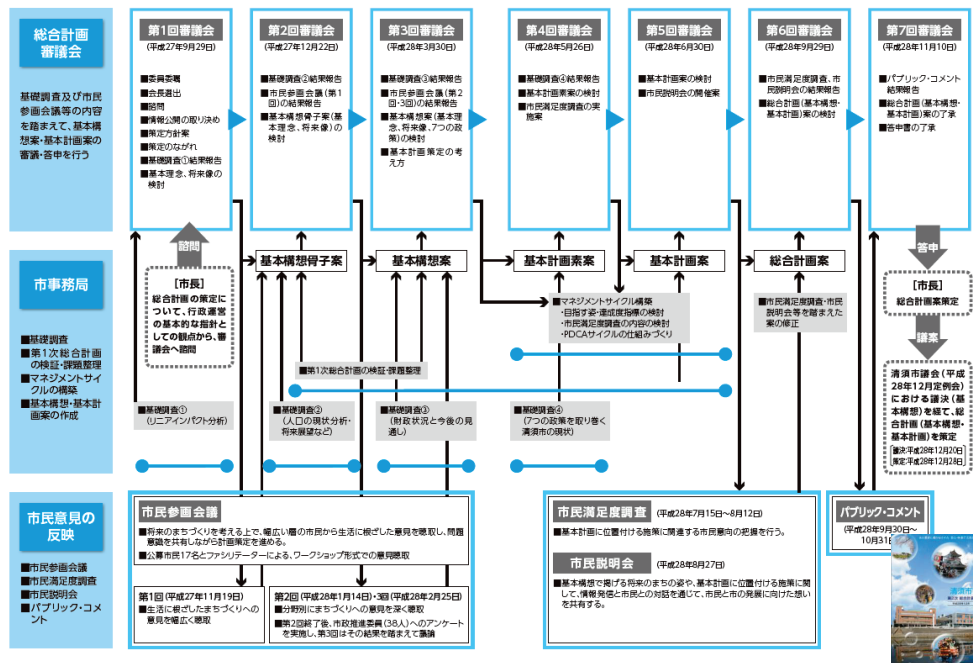 総合計画
審議会
基礎調査及び市民
参画会議等の内容
を踏まえて、基本構
想案・基本計画案の
審議・答申を行う
第1回審議会
(平成27年9月29日)
■委員委嘱
■会長選出
■諮問
■情報公開の取り決め
■策定方針案
■策定のながれ
■基礎調査①結果報告
■基本理念、将来像の
検討
第2回審議会
(平成27年12月22日)
■基礎調査②結果報告
■市民参画会議(第1
回)の結果報告
■基本構想骨子案(基
本理念、将来像)の
検討
第3回審議会
(平成28年3月30日)
■基礎調査③結果報告
■市民参画会議(第2
回・3回)の結果報告
■基本構想案(基本理
念、将来像、7つの政
策)の検討
■基本計画策定の考
え方
第4回審議会
(平成28年5月26日)
■基礎調査④結果報告
■基本計画素案の検討
■市民満足度調査の実
施案
第5回審議会
(平成28年6月30日)
■基本計画案の検討
■市民説明会の開催案
第6回審議会
(平成28年9月29日)
■市民満足度調査、市
民説明会の結果報告
■総合計画(基本構想・
基本計画)案の検討
第7回審議会
(平成28年11月10日)
■パブリック・コメント
結果報告
■総合計画(基本構想・
基本計画)案の了承
■答申書の了承
市事務局
■基礎調査
■第1次総合計画
の検証・課題整理
■マネジメントサイ
クルの構築
■基本構想・基本計
画案の作成
諮問
[市長]
総合計画の策定に
ついて、行政運営
の基本的な指針と
しての観点から、審
議会へ諮問
基本構想骨子案
基本構想案
基本計画素案
基本計画案
総合計画案
■マネジメントサイクル構築
・目指す姿・達成度指標の検討
・市民満足度調査の内容の検討
・PDCAサイクルの仕組みづくり
■市民満足度調査・市民
説明会等を踏まえた
案の修正
■第1次総合計画の検証・課題整理
■基礎調査①
(リニアインパクト分析)
■基礎調査②
(人口の現状分析・
将来展望など)
■基礎調査③
(財政状況と今後の見
通し)
■基礎調査④
(7つの政策を取り巻く
清須市の現状)
答申
[市長]
総合計画案策定
議案
清須市議会(平成
28年12月定例会)
における議決(基
本構想)を経て、総
合計画(基本構想・
基本計画)を策定
議決:平成28年12月20日
策定:平成28年12月28日
市民意見の
反映
■市民参画会議
■市民満足度調査
■市民説明会
■パブリック・コメ
ント
市民参画会議
■将来のまちづくりを考える上で、幅広い層の市民から生活に根ざした意見を聴取し、問題
意識を共有しながら計画策定を進める。
■公募市民17名とファシリテーターによる、ワークショップ形式での意見聴取
第1回(平成27年11月19日)
■生活に根ざしたまちづくりへの
意見を幅広く聴取
第2回(平成28年1月14日)・3回(平成28年2月25日)
■分野別にまちづくりへの意見を深く聴取
■第2回終了後、市政推進委員(38人)へのアンケート
を実施し、第3回はその結果を踏まえて議論
市民満足度調査 (平成28年7月15日~8月12日)
■基本計画に位置付ける施策に関連する市民意向の把握を行う。
市民説明会 (平成28年8月27日)
■基本構想で掲げる将来のまちの姿や、基本計画に位置付ける施策に関
して、情報発信と市民との対話を通じて、市民と市の発展に向けた想い
を共有する。
パブリック・コメント
(平成28年9月30日~
10月31日
清須市